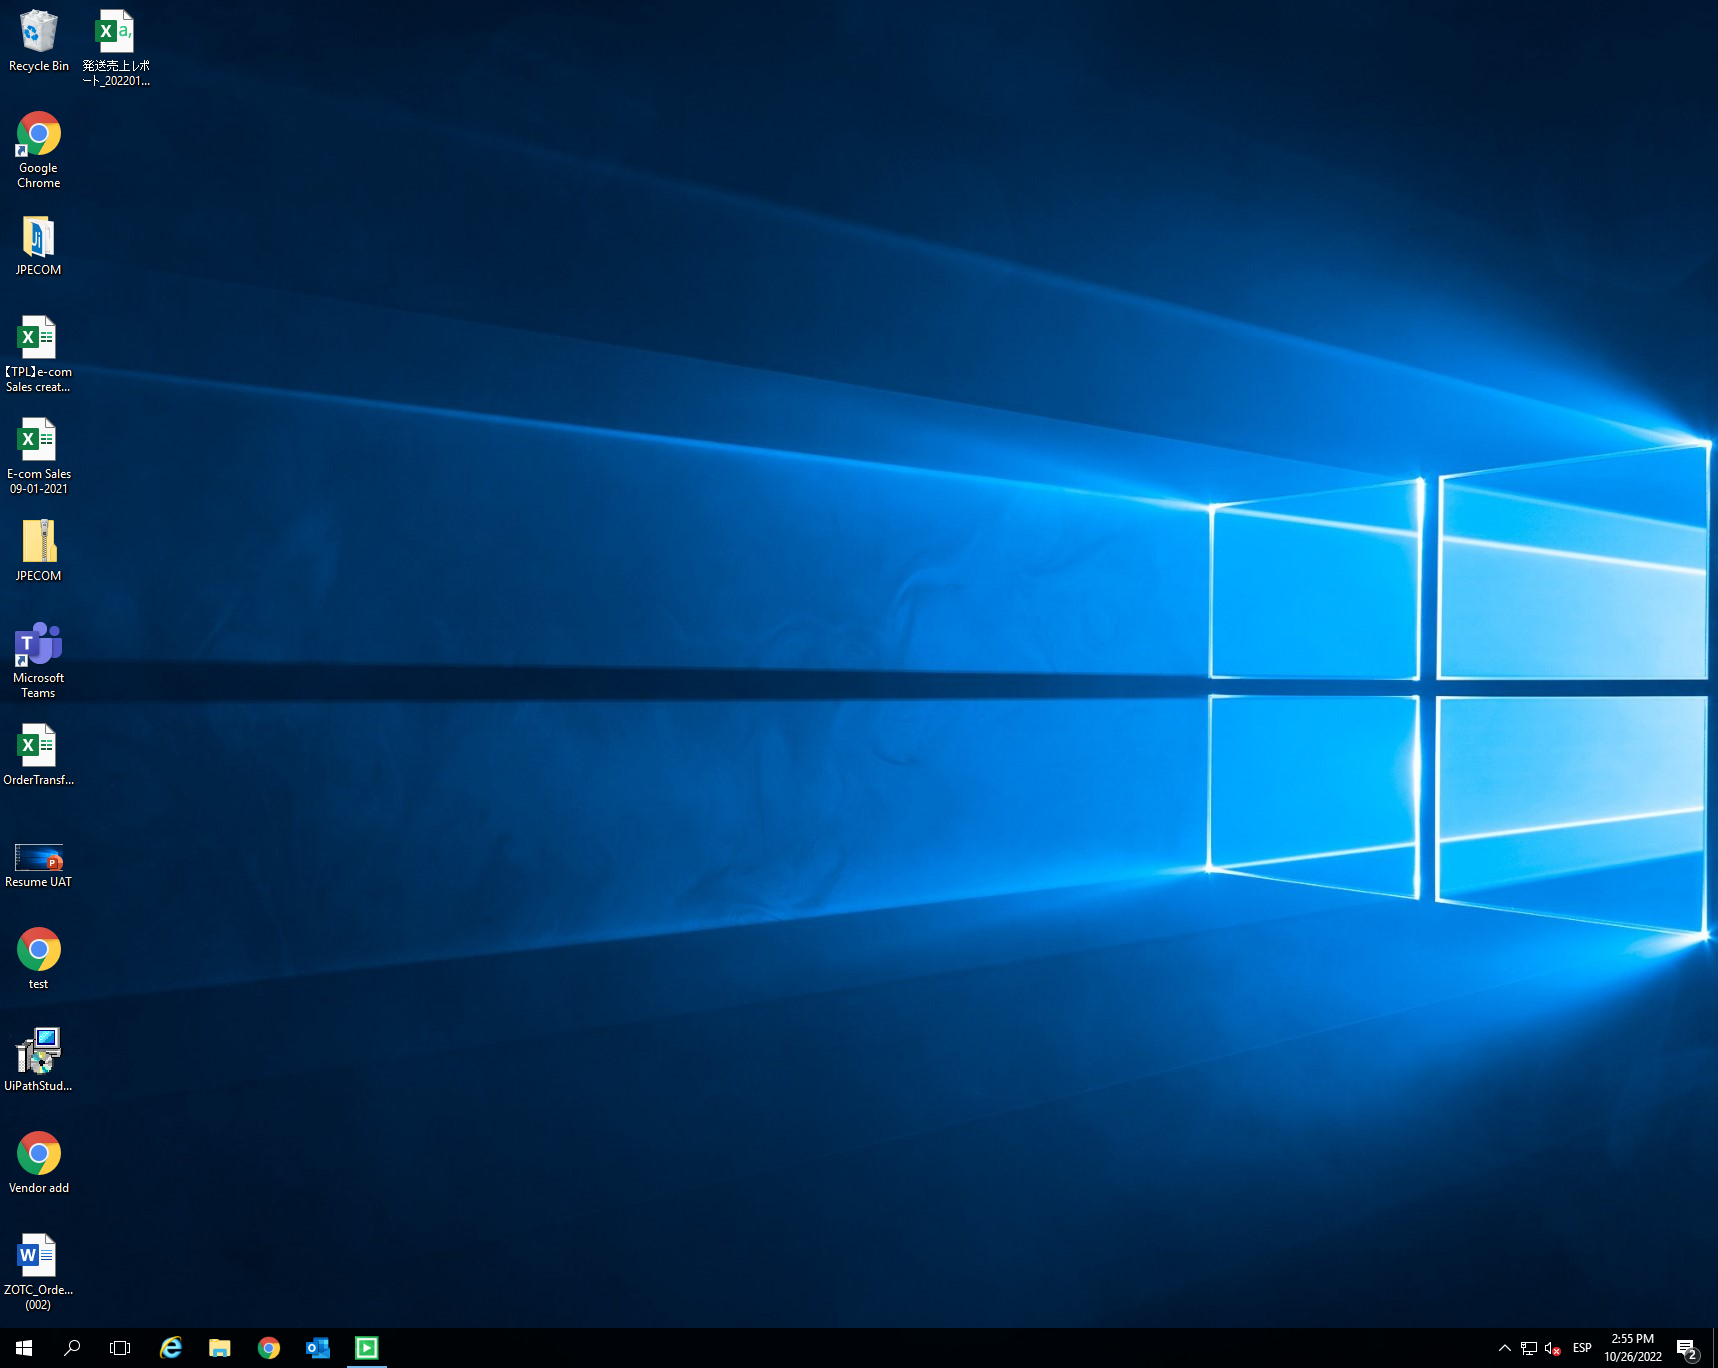 Recycle Bin
発送売上レポ
ート_202201...
Google
Chrome
JPECOM
【TPL】e-com
Sales creat...
E-com Sales
09-01-2021
JPECOM
Microsoft
Teams
OrderTransf...
Resume UAT
test
UiPathStud...
Vendor add
ZOTC_Orde...
(002)
ESP
2:55 PM
10/26/2022
2